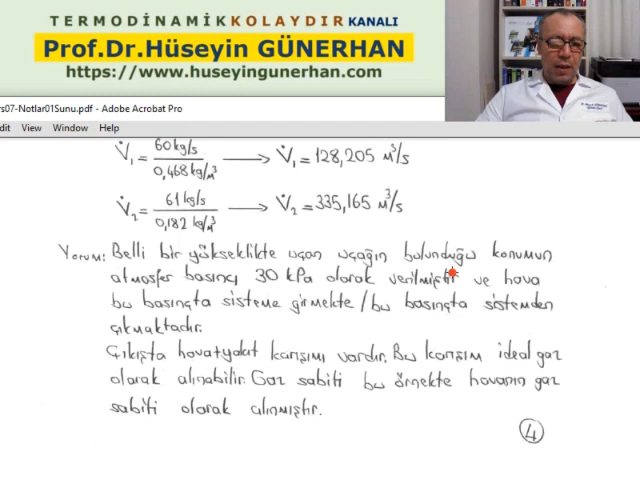 TERMODİNAMİKKOLAYDIR KANALI
Prof.Dr.Hüseyin GÜNERHAN
https://www.huseyingunerhan.com
rs07-Notlar01Sunu.pdf - Adobe Acrobat Pro
dit View Window Help
V̇₁ = 60 kg/s / 0,468 kg/m³ → V̇₁ = 128,205 m³/s
V̇₂ = 61 kg/s / 0,182 kg/m³ → V̇₂ = 335,165 m³/s
Yorum: Belli bir yükseklikte uçan uçağın bulunduğu konumun
atmosfer basıncı 30 kPa olarak verilmiştir ve hava
bu basınçta sisteme girmekte/bu basınçta sistemden
çıkmaktadır.
Çıkışta hava+yakıt karışımı vardır. Bu karışım ideal gaz
olarak alınabilir. Gaz sabiti bu örnekte havanın gaz
sabiti olarak alınmıştır.
4